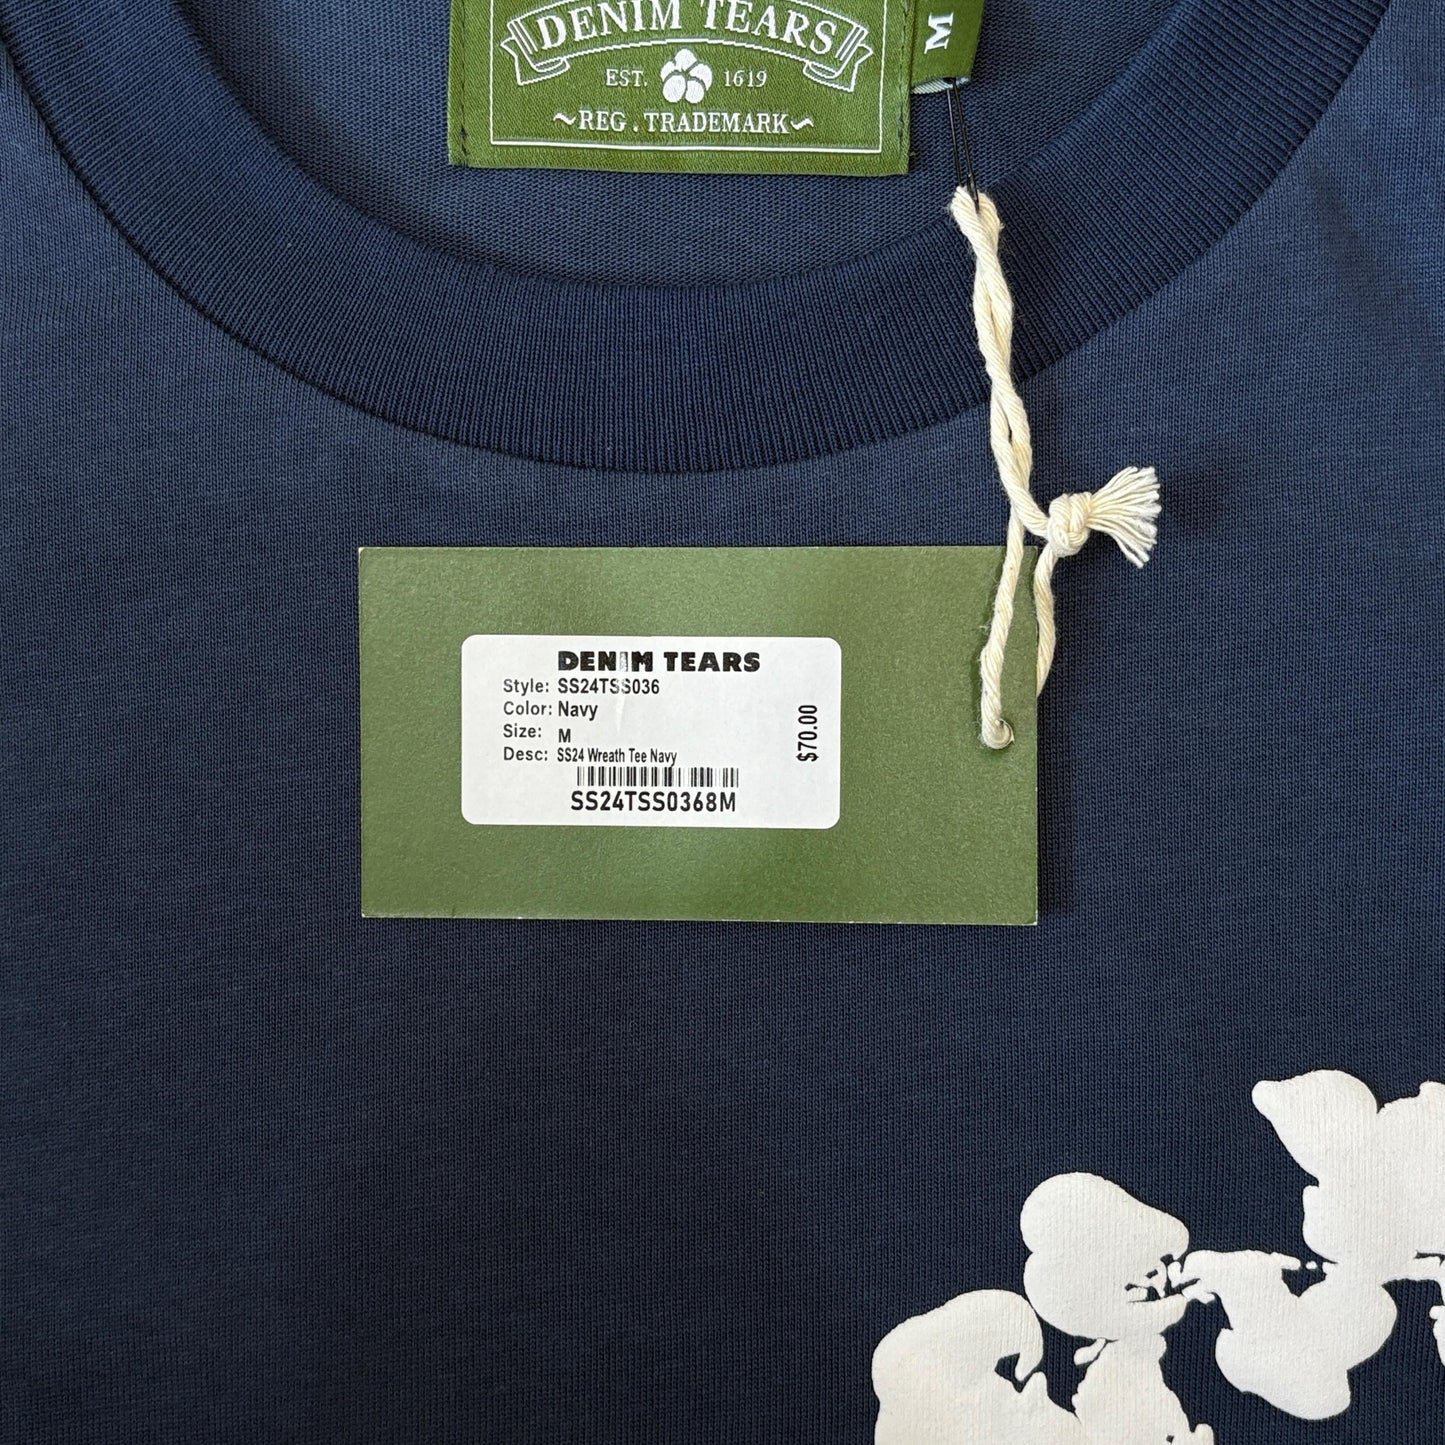 DENIM TEARS
EST. 1619
~REG . TRADEMARK~
M
DENIM TEARS
Style: SS24TSS036
Color: Navy
Size: M
Desc: SS24 Wreath Tee Navy
SS24TSS0368M
$70.00